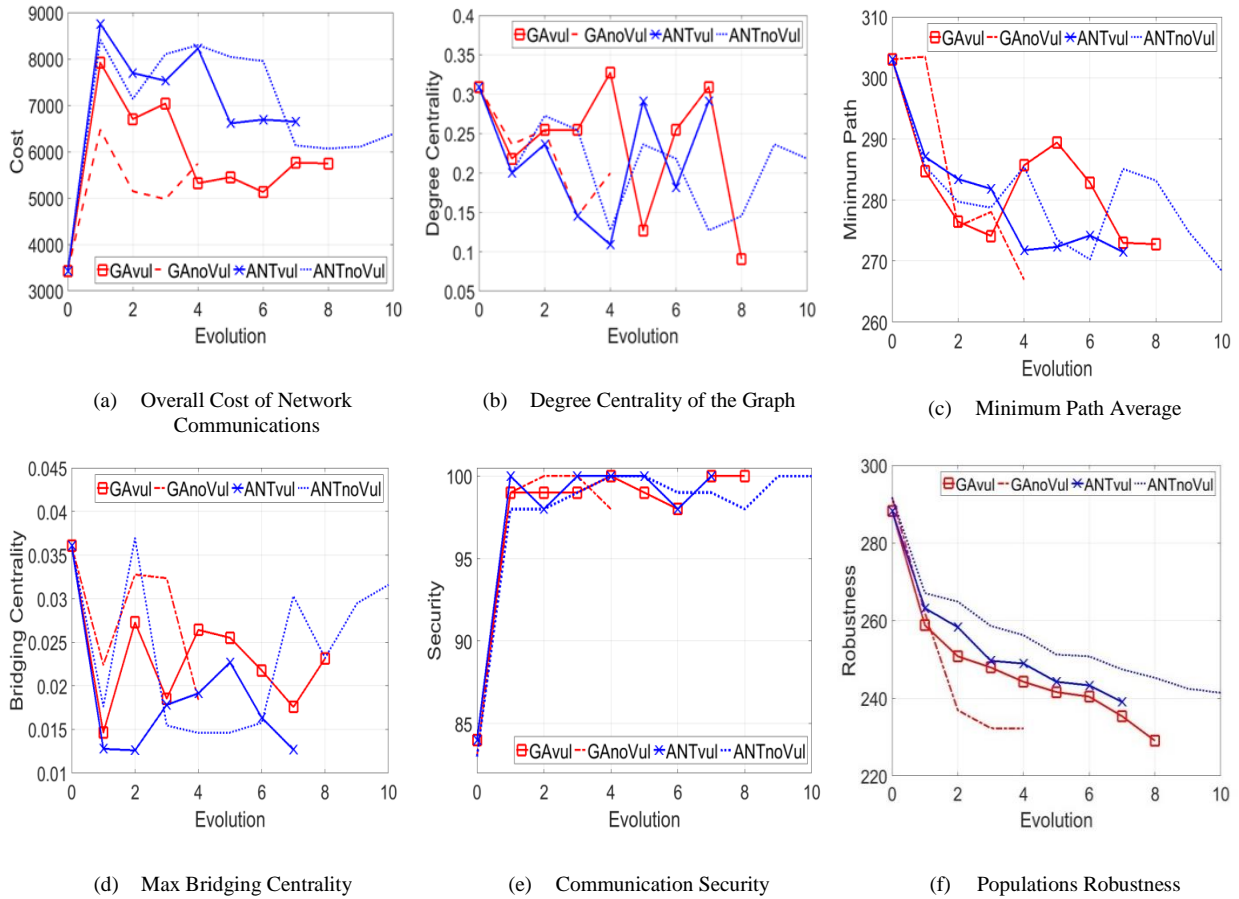 9000
8000
7000
6000
5000
4000
3000
Cost
GAvul GAnoVul ANTvul ANTnoVul
0 2 4 6 8 10
Evolution
(a) Overall Cost of Network
Communications
0.4
0.35
0.3
0.25
0.2
0.15
0.1
0.05
Degree Centrality
GAvul GAnoVul ANTvul ANTnoVul
0 2 4 6 8 10
Evolution
(b) Degree Centrality of the Graph
310
300
290
280
270
260
Minimum Path
GAvul GAnoVul ANTvul ANTnoVul
0 2 4 6 8 10
Evolution
(c) Minimum Path Average
0.045
0.04
0.035
0.03
0.025
0.02
0.015
0.01
Bridging Centrality
GAvul GAnoVul ANTvul ANTnoVul
0 2 4 6 8 10
Evolution
(d) Max Bridging Centrality
100
95
90
85
Security
GAvul GAnoVul ANTvul ANTnoVul
0 2 4 6 8 10
Evolution
(e) Communication Security
300
280
260
240
220
Robustness
GAvul GAnoVul ANTvul ANTnoVul
0 2 4 6 8 10
Evolution
(f) Populations Robustness